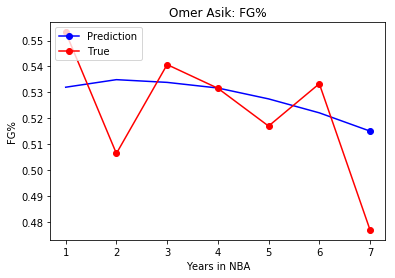 Omer Asik: FG%
Prediction
True
FG%
0.55
0.54
0.53
0.52
0.51
0.50
0.49
0.48
1 2 3 4 5 6 7
Years in NBA